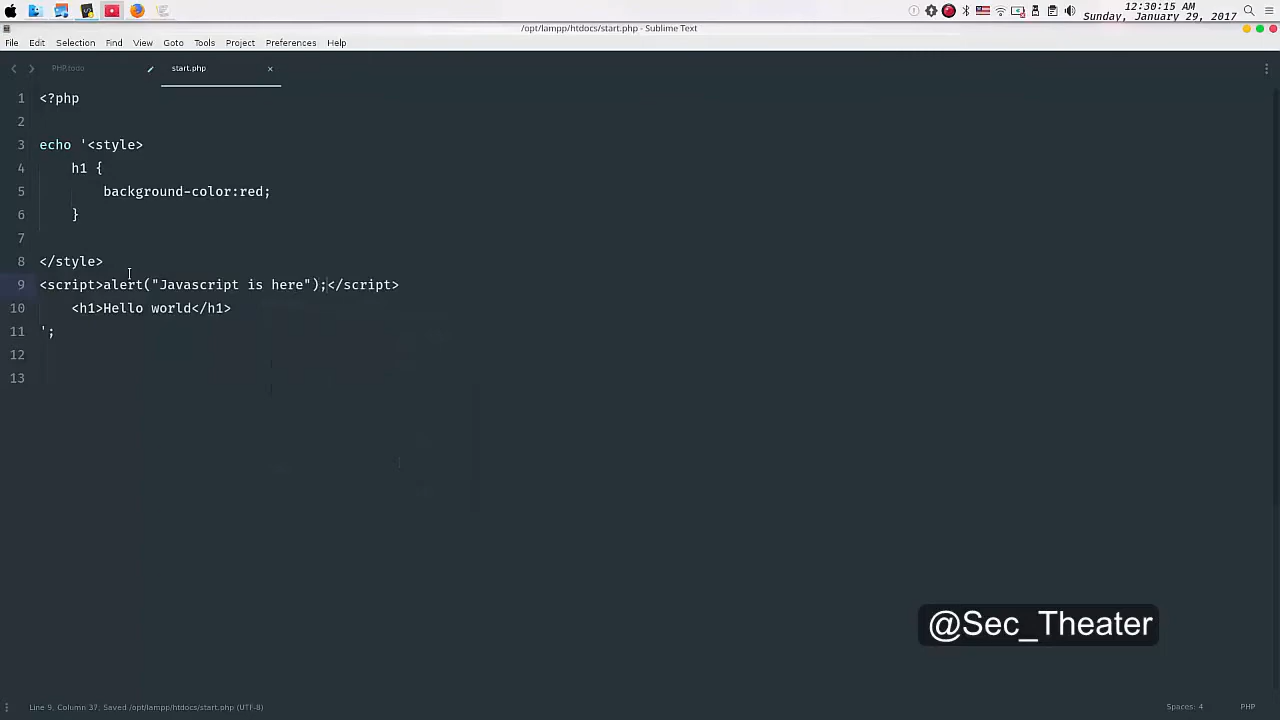 12:30:15 AM
Sunday, January 29, 2017
/opt/lampp/htdocs/start.php - Sublime Text
File Edit Selection Find View Goto Tools Project Preferences Help
PHP.todo start.php
1 <?php
2
3 echo '<style>
4 h1 {
5 background-color:red;
6 }
7
8 </style>
9 <script>alert("Javascript is here");</script>
10 <h1>Hello world</h1>
11 ';
12
13
@Sec_Theater
Line 9, Column 37, Saved /opt/lampp/htdocs/start.php (UTF-8) Spaces: 4 PHP